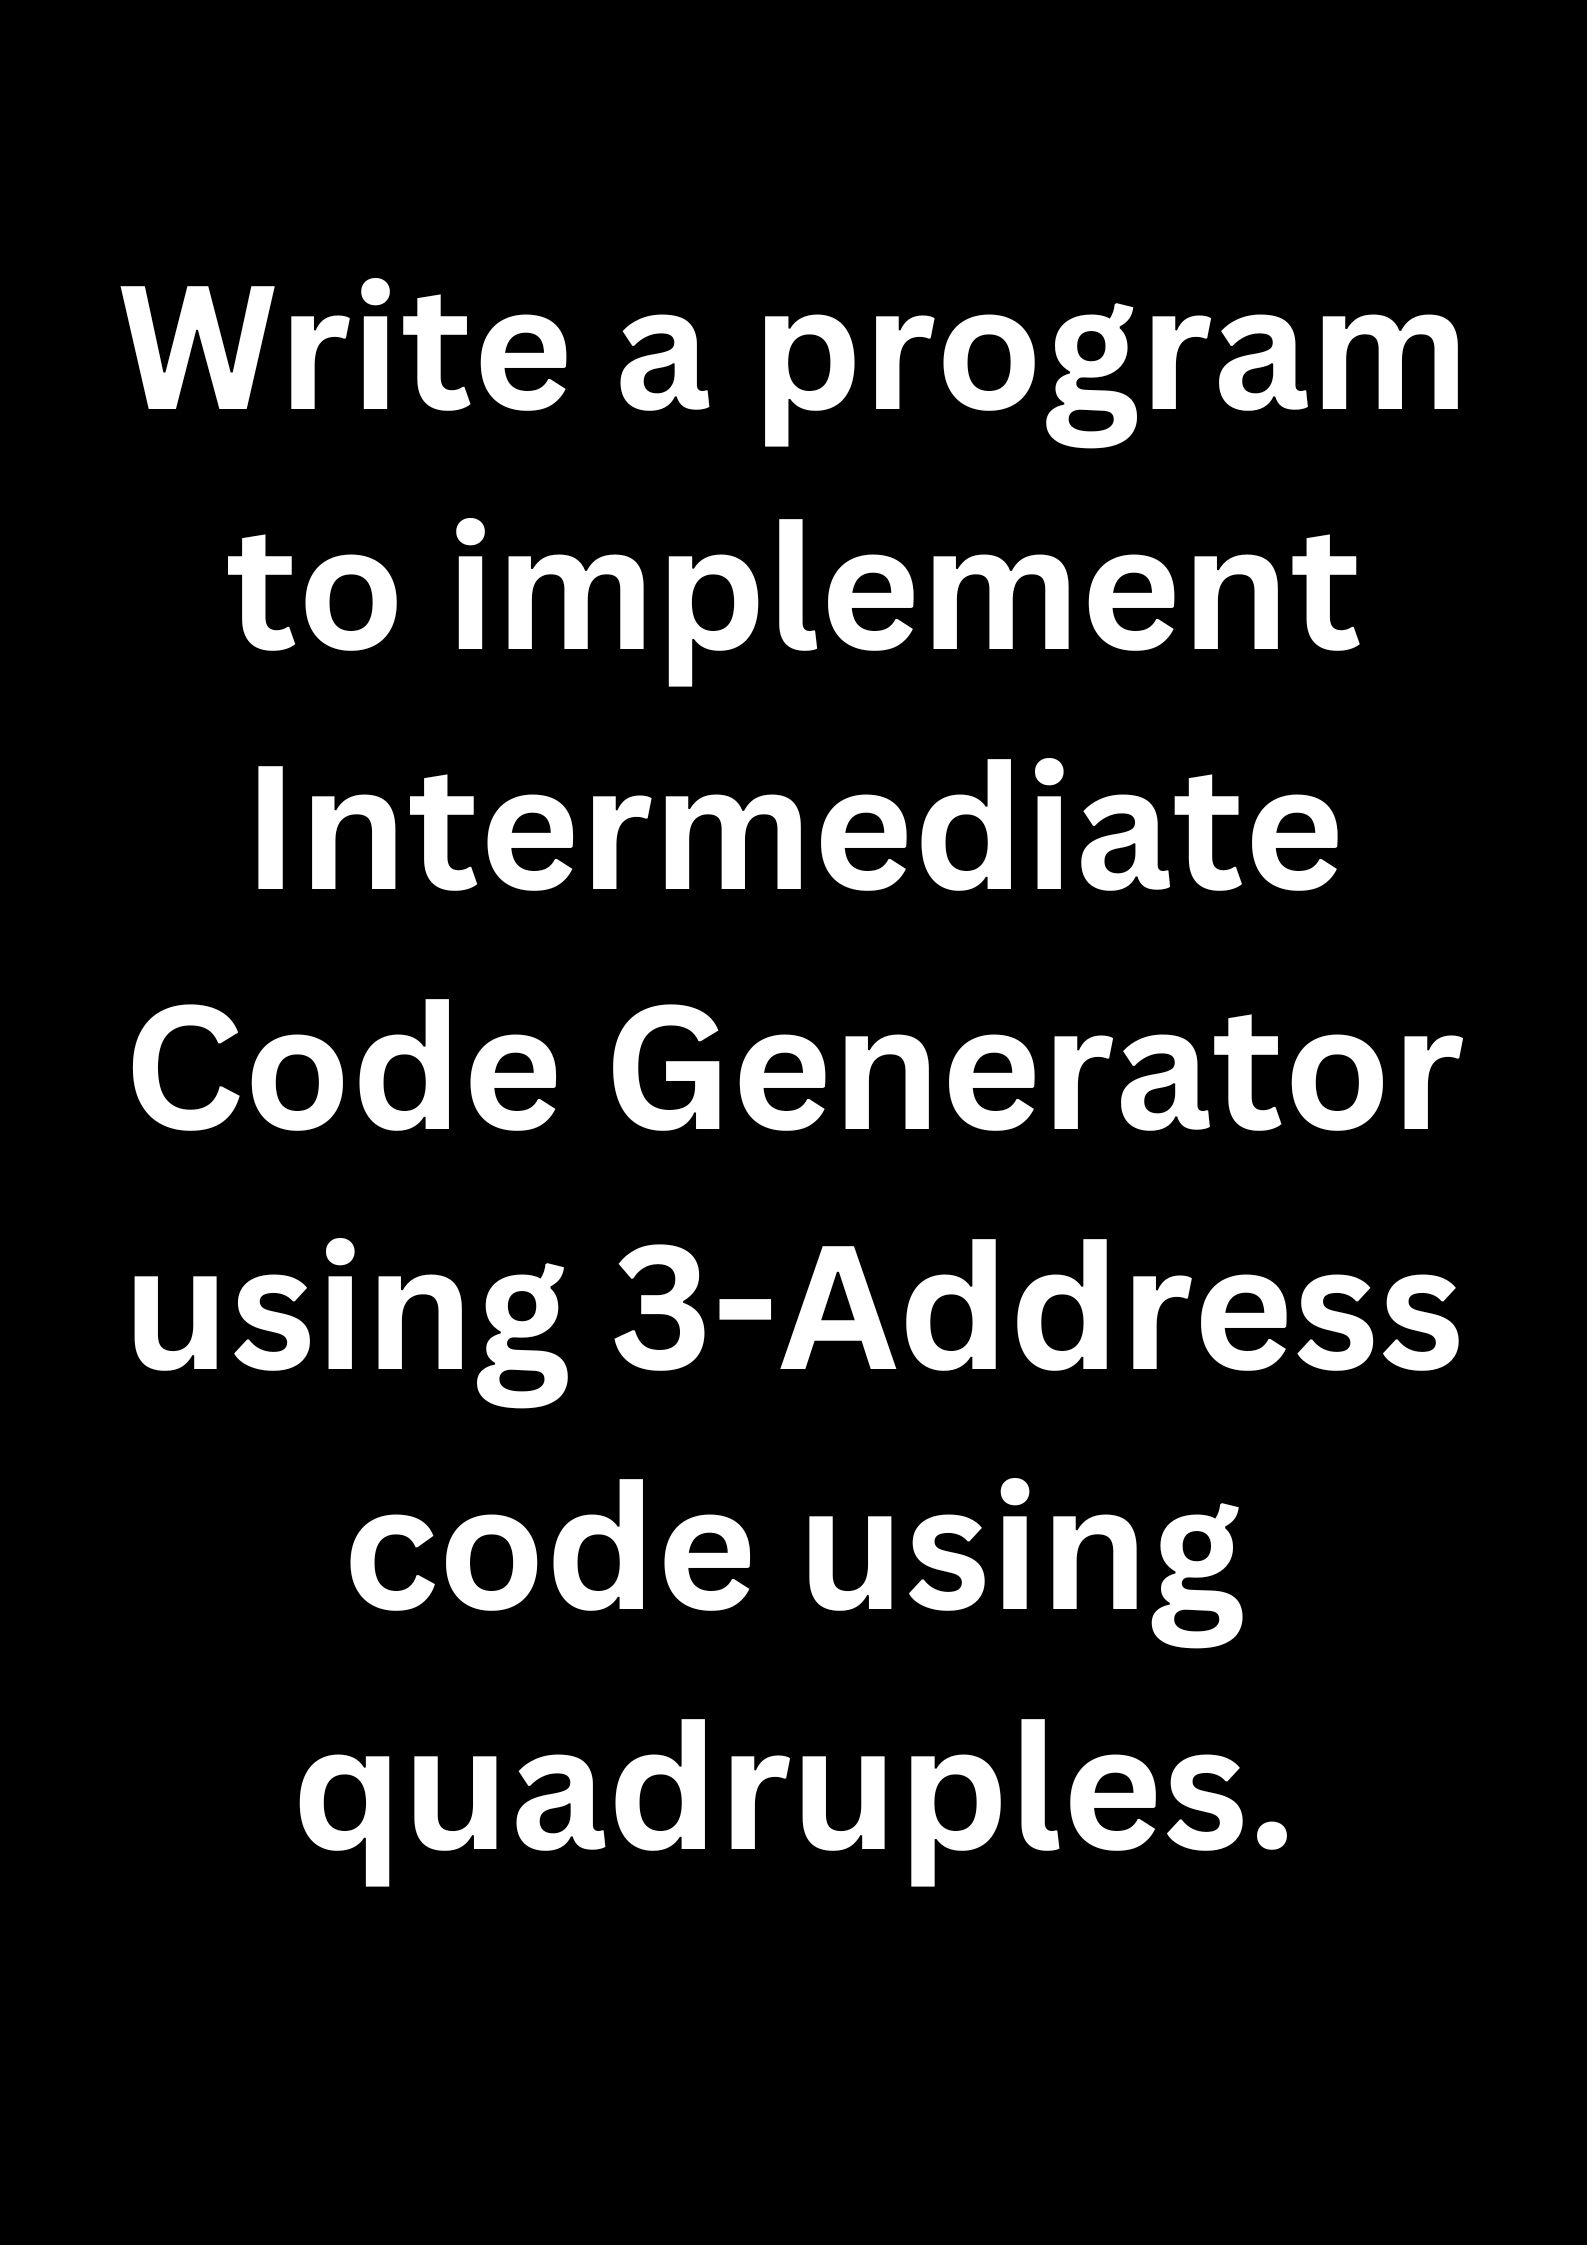 Write a program
to implement
Intermediate
Code Generator
using 3-Address
code using
quadruples.